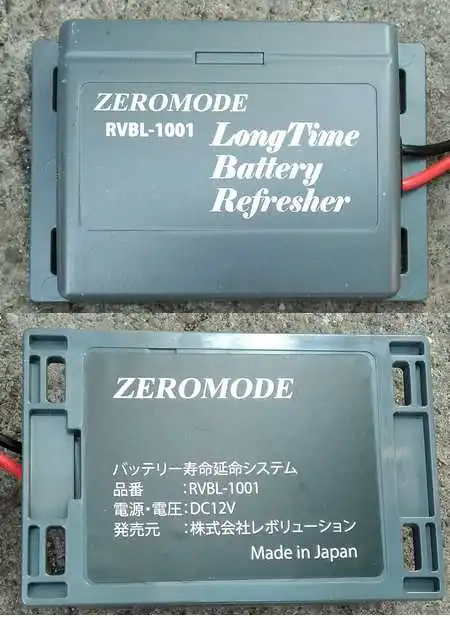 ZEROMODE
RVBL-1001
LongTime
Battery
Refresher
ZEROMODE
バッテリー寿命延命システム
品番　:RVBL-1001
電源・電圧:DC12V
発売元　:株式会社レボリューション
Made in Japan